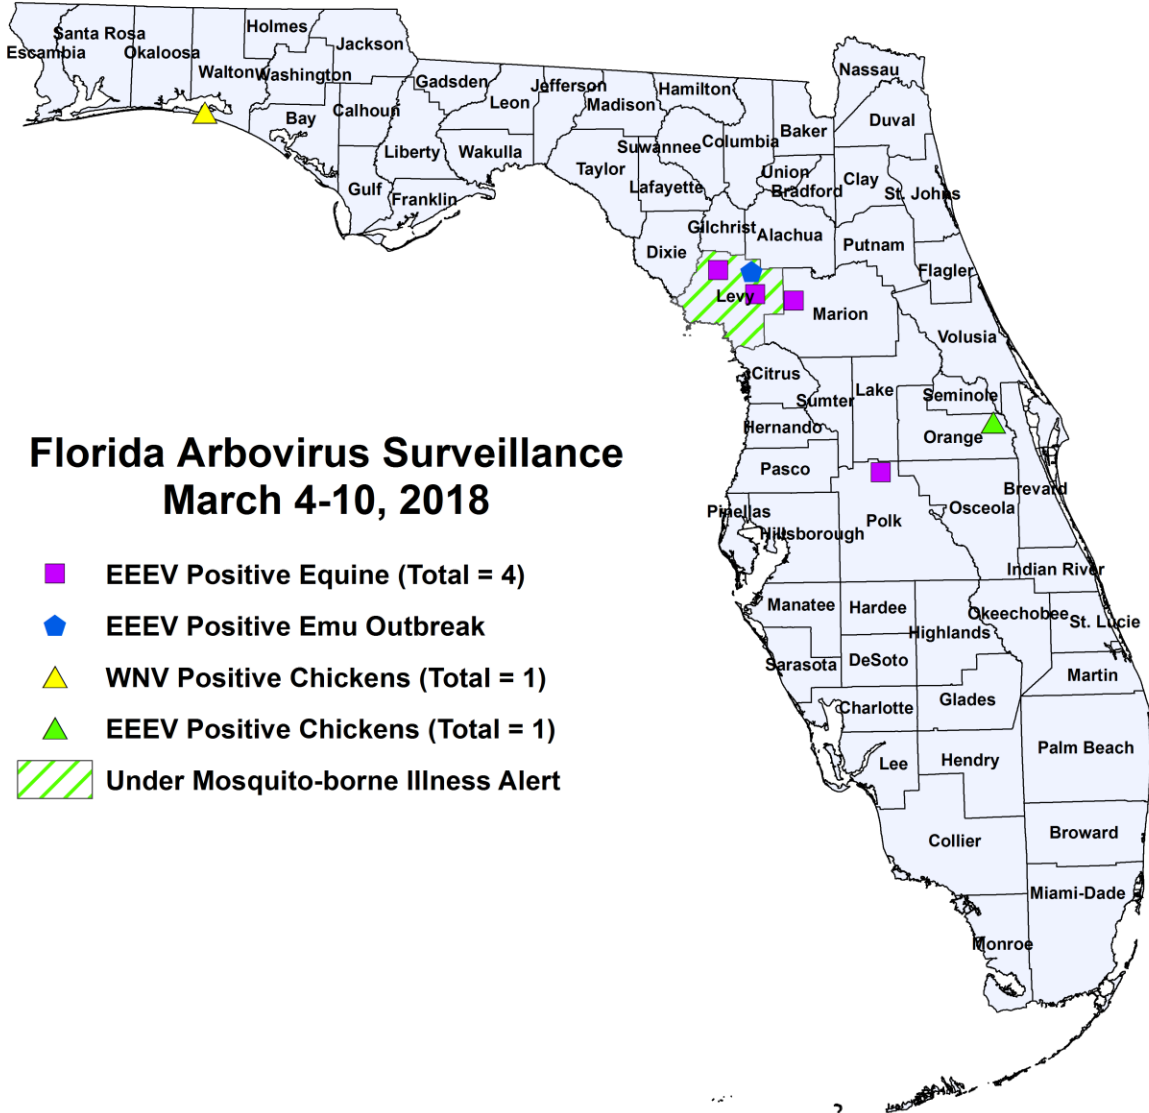 Holmes
Santa Rosa
Jackson
Escambia
Okaloosa
Walton
Washington
Nassau
Gadsden
Jefferson
Hamilton
Leon
Madison
Calhoun
Bay
Duval
Baker
Columbia
Suwannee
Liberty
Wakulla
Taylor
Union
Clay
Lafayette
Bradford
St. Johns
Gulf
Franklin
Gilchrist
Alachua
Putnam
Dixie
Flagler
Levy
Marion
Volusia
Citrus
Lake
Seminole
Sumter
Hernando
Orange
Florida Arbovirus Surveillance
March 4-10, 2018
Pasco
Brevard
Osceola
Pinellas
Polk
Hillsborough
EEEV Positive Equine (Total = 4)
Indian River
Manatee
Hardee
Okeechobee
St. Lucie
EEEV Positive Emu Outbreak
Highlands
Sarasota
DeSoto
WNV Positive Chickens (Total = 1)
Martin
Glades
Charlotte
EEEV Positive Chickens (Total = 1)
Palm Beach
Hendry
Lee
Under Mosquito-borne Illness Alert
Broward
Collier
Miami-Dade
Monroe